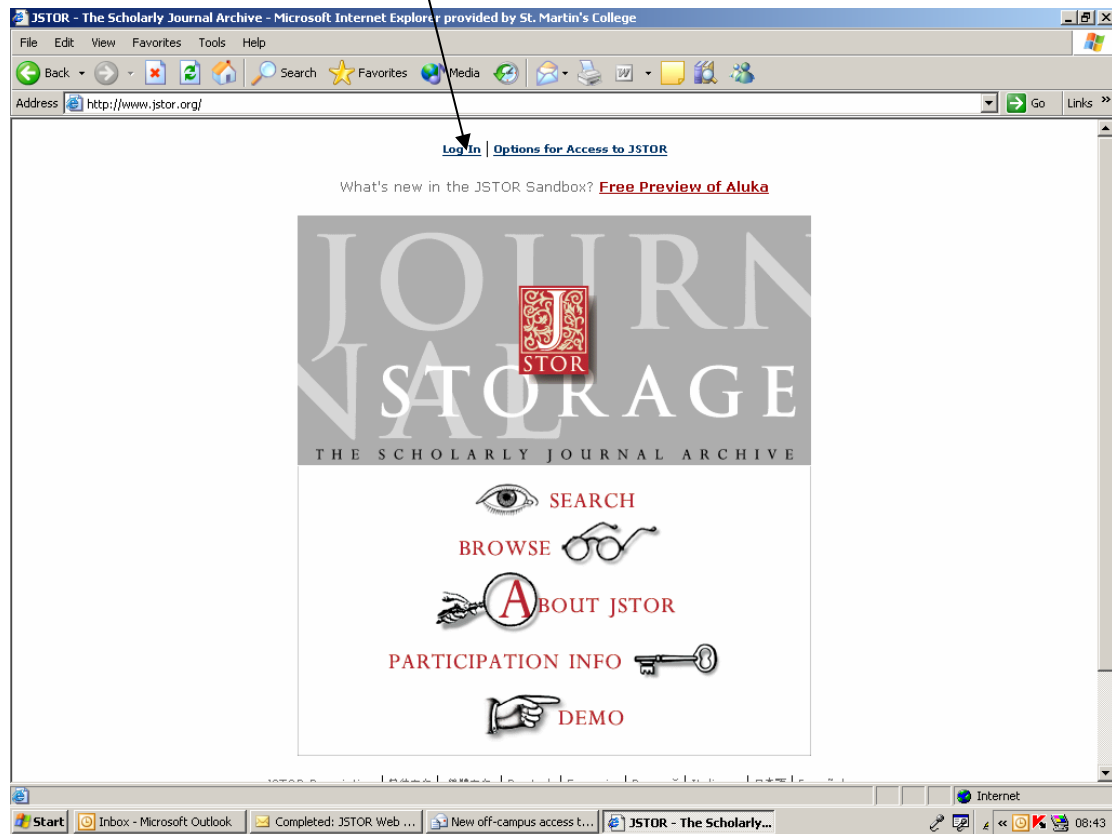 JSTOR - The Scholarly Journal Archive - Microsoft Internet Explorer provided by St. Martin's College
File Edit View Favorites Tools Help
Back Search Favorites Media
Address http://www.jstor.org/ Go Links »
Log In | Options for Access to JSTOR
What's new in the JSTOR Sandbox? Free Preview of Aluka
JOURN
NAL
J
STOR
STORAGE
THE SCHOLARLY JOURNAL ARCHIVE
SEARCH
BROWSE
ABOUT JSTOR
PARTICIPATION INFO
DEMO
Internet
Start Inbox - Microsoft Outlook Completed: JSTOR Web ... New off-campus access t... JSTOR - The Scholarly... « 08:43